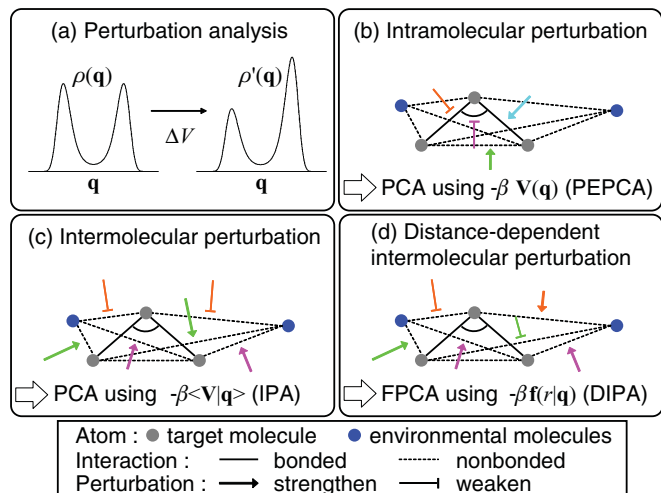 (a) Perturbation analysis
ρ(q)
ρ'(q)
ΔV
q
q
(b) Intramolecular perturbation
PCA using -β V(q) (PEPCA)
(c) Intermolecular perturbation
PCA using -β<V|q> (IPA)
(d) Distance-dependent
intermolecular perturbation
FPCA using -βf(r|q) (DIPA)
Atom : target molecule environmental molecules
Interaction : bonded nonbonded
Perturbation : strengthen weaken